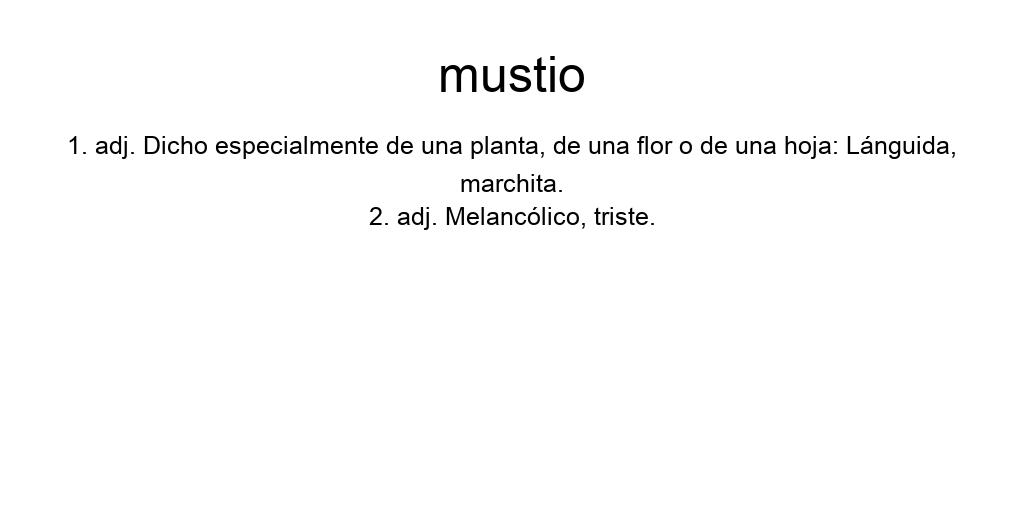 mustio
1. adj. Dicho especialmente de una planta, de una flor o de una hoja: Lánguida,
marchita.
2. adj. Melancólico, triste.